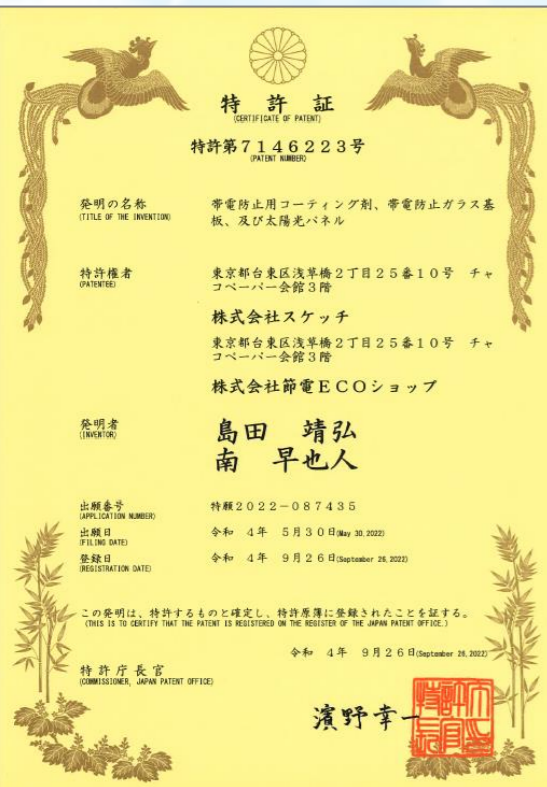 特許証
(CERTIFICATE OF PATENT)
特許第7146223号
(PATENT NUMBER)
発明の名称
(TITLE OF THE INVENTION)
帯電防止用コーティング剤、帯電防止ガラス基
板、及び太陽光パネル
特許権者
(PATENTEE)
東京都台東区浅草橋2丁目25番10号 チャ
コペーパー会館3階
株式会社スケッチ
東京都台東区浅草橋2丁目25番10号 チャ
コペーパー会館3階
株式会社節電ECOショップ
発明者
(INVENTOR)
島田 靖弘
南 早也人
出願番号
(APPLICATION NUMBER)
特願2022-087435
出願日
(FILING DATE)
令和 4年 5月30日(May 30,2022)
登録日
(REGISTRATION DATE)
令和 4年 9月26日(September 26,2022)
この発明は、特許するものと確定し、特許原簿に登録されたことを証する。
(THIS IS TO CERTIFY THAT THE PATENT IS REGISTERED ON THE REGISTER OF THE JAPAN PATENT OFFICE.)
令和 4年 9月26日(September 26,2022)
特許庁長官
(COMMISSIONER, JAPAN PATENT OFFICE)
濱野幸一